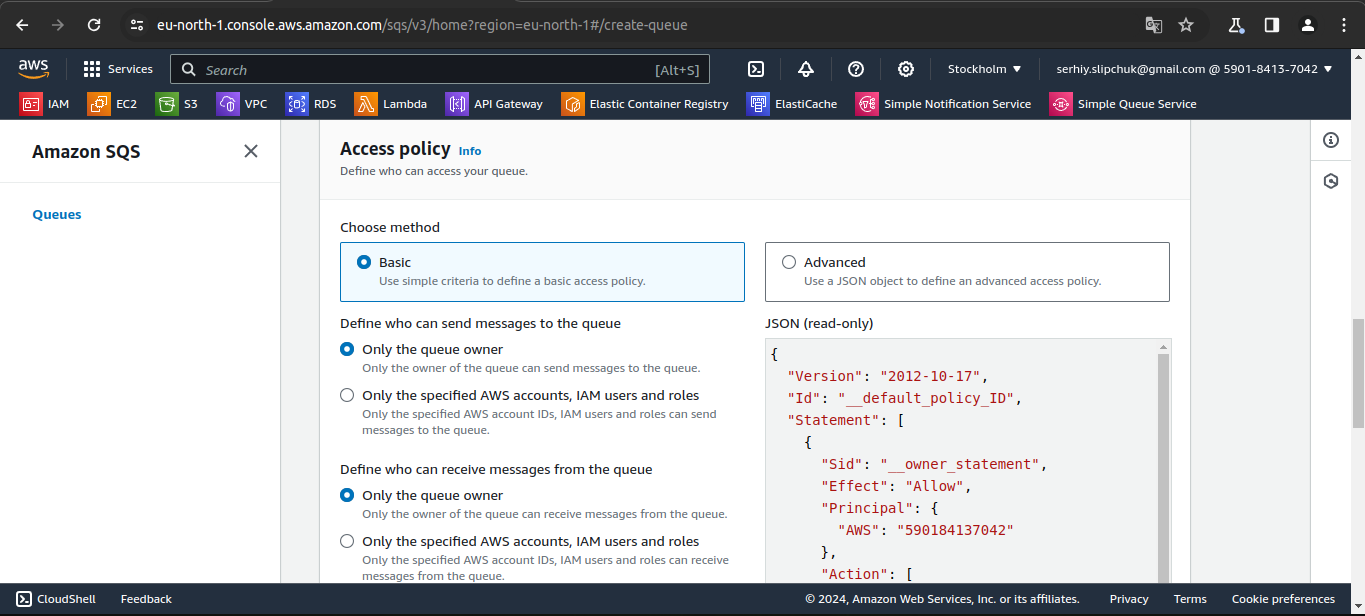 eu-north-1.console.aws.amazon.com/sqs/v3/home?region=eu-north-1#/create-queue
aws
Services
Search
[Alt+S]
Stockholm
serhiy.slipchuk@gmail.com @ 5901-8413-7042
IAM
EC2
S3
VPC
RDS
Lambda
API Gateway
Elastic Container Registry
ElastiCache
Simple Notification Service
Simple Queue Service
Amazon SQS
Queues
Access policy Info
Define who can access your queue.
Choose method
Basic
Use simple criteria to define a basic access policy.
Advanced
Use a JSON object to define an advanced access policy.
Define who can send messages to the queue
Only the queue owner
Only the owner of the queue can send messages to the queue.
Only the specified AWS accounts, IAM users and roles
Only the specified AWS account IDs, IAM users and roles can send
messages to the queue.
Define who can receive messages from the queue
Only the queue owner
Only the owner of the queue can receive messages from the queue.
Only the specified AWS accounts, IAM users and roles
Only the specified AWS account IDs, IAM users and roles can receive
messages from the queue.
JSON (read-only)
{
"Version": "2012-10-17",
"Id": "__default_policy_ID",
"Statement": [
{
"Sid": "__owner_statement",
"Effect": "Allow",
"Principal": {
"AWS": "590184137042"
},
"Action": [
CloudShell
Feedback
© 2024, Amazon Web Services, Inc. or its affiliates.
Privacy
Terms
Cookie preferences